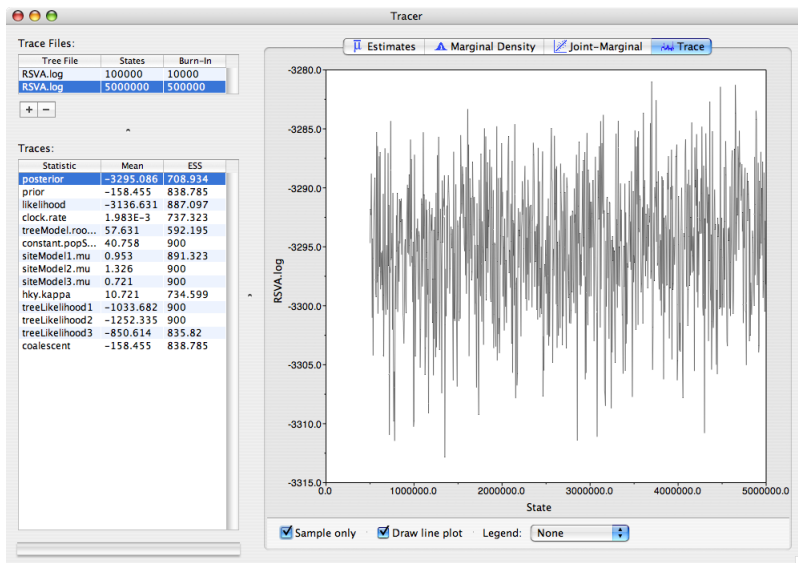 Tracer
Trace Files:
Tree File States Burn-In
RSVA.log 100000 10000
RSVA.log 5000000 500000
+ −
Traces:
Statistic Mean ESS
posterior -3295.086 708.934
prior -158.455 838.785
likelihood -3136.631 887.097
clock.rate 1.983E-3 737.323
treeModel.roo... 57.631 592.195
constant.popS... 40.758 900
siteModel1.mu 0.953 891.323
siteModel2.mu 1.326 900
siteModel3.mu 0.721 900
hky.kappa 10.721 734.599
treeLikelihood1 -1033.682 900
treeLikelihood2 -1252.335 900
treeLikelihood3 -850.614 835.82
coalescent -158.455 838.785
μ Estimates Marginal Density Joint-Marginal Trace
-3280.0
-3285.0
-3290.0
-3295.0
-3300.0
-3305.0
-3310.0
-3315.0
RSVA.log
0.0 1000000.0 2000000.0 3000000.0 4000000.0 5000000.0
State
Sample only Draw line plot Legend: None